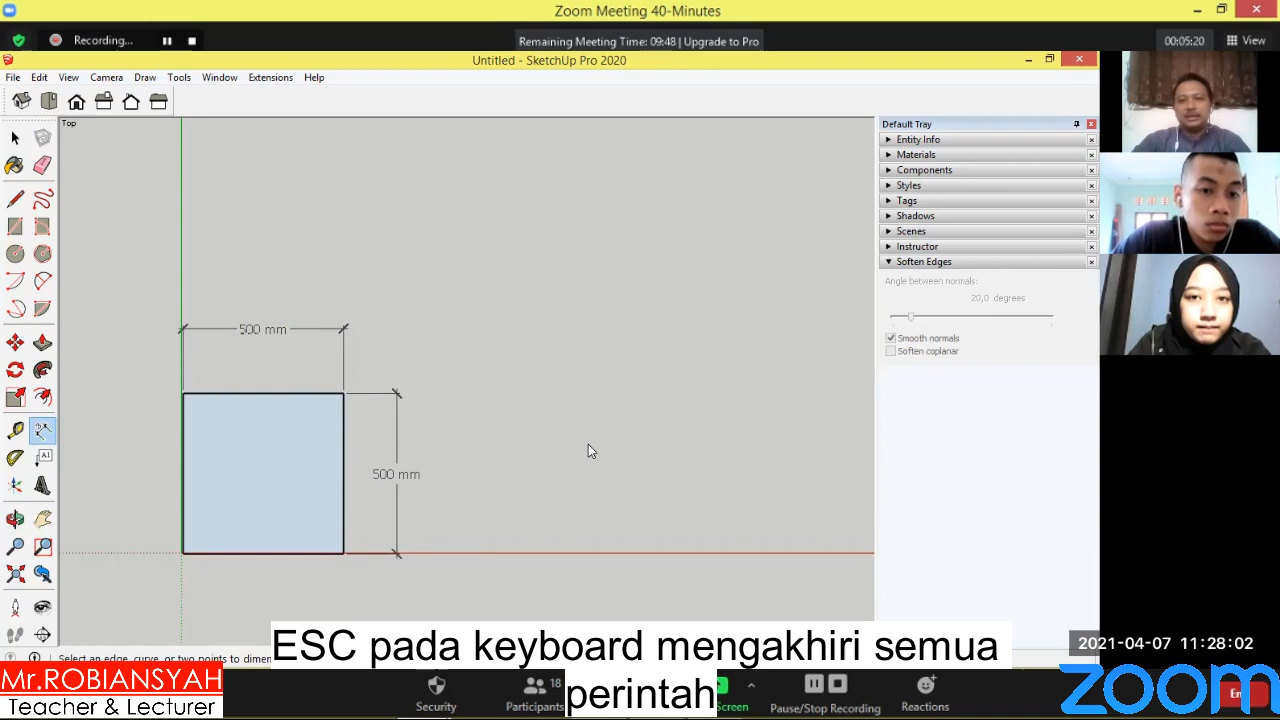 Zoom Meeting 40-Minutes
Recording...
Remaining Meeting Time: 09:48 | Upgrade to Pro
00:05:20
View
Untitled - SketchUp Pro 2020
File Edit View Camera Draw Tools Window Extensions Help
Top
Default Tray
Entity Info
Materials
Components
Styles
Tags
Shadows
Scenes
Instructor
Soften Edges
Angle between normals:
20,0 degrees
Smooth normals
Soften coplanar
500 mm
500 mm
A1
Select an edge, curve, or two points to dime
ESC pada keyboard mengakhiri semua
perintah
2021-04-07 11:28:02
Mr.ROBIANSYAH
Teacher & Lecturer
Security
18
Participants
Screen
Pause/Stop Recording
Reactions
zoom